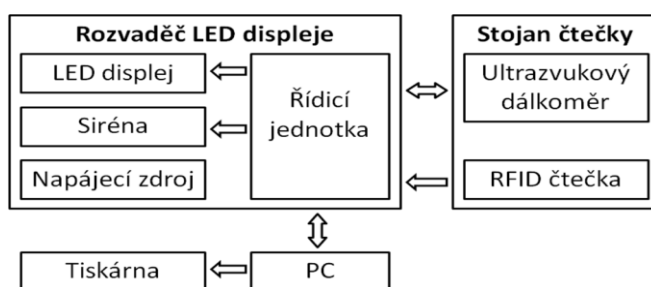 Rozvaděč LED displeje
LED displej
Siréna
Napájecí zdroj
Řídicí
jednotka
Stojan čtečky
Ultrazvukový
dálkoměr
RFID čtečka
Tiskárna
PC